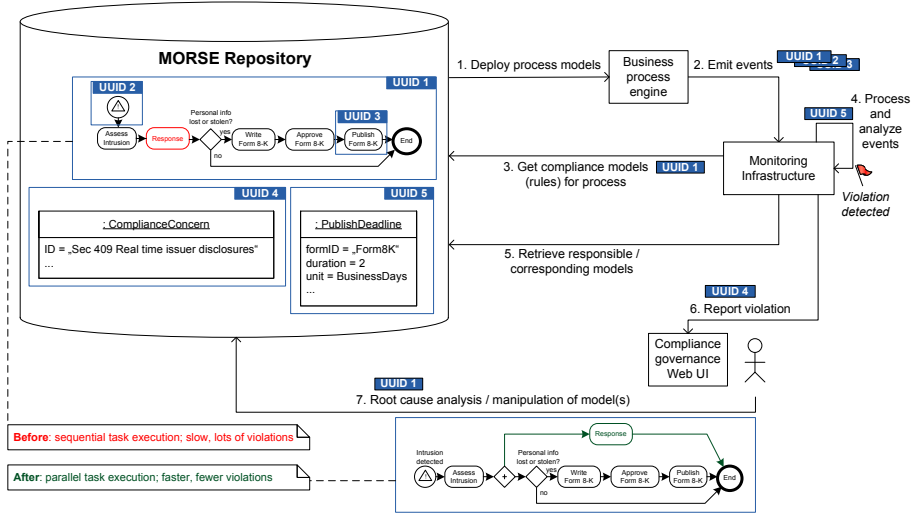 MORSE Repository
UUID 1
UUID 2
Personal info
lost or stolen?
Assess
Intrusion
Response
yes
no
Write
Form 8-K
Approve
Form 8-K
UUID 3
Publish
Form 8-K
End
UUID 4
: ComplianceConcern
ID = „Sec 409 Real time issuer disclosures“
...
UUID 5
: PublishDeadline
formID = „Form8K“
duration = 2
unit = BusinessDays
...
1. Deploy process models
Business
process
engine
2. Emit events
UUID 1
2
3
UUID 5
4. Process
and
analyze
events
3. Get compliance models
(rules) for process
UUID 1
Monitoring
Infrastructure
Violation
detected
5. Retrieve responsible /
corresponding models
UUID 4
6. Report violation
Compliance
governance
Web UI
UUID 1
7. Root cause analysis / manipulation of model(s)
Before: sequential task execution; slow, lots of violations
After: parallel task execution; faster, fewer violations
Intrusion
detected
Assess
Intrusion
+
Response
Personal info
lost or stolen?
yes
no
Write
Form 8-K
Approve
Form 8-K
Publish
Form 8-K
End